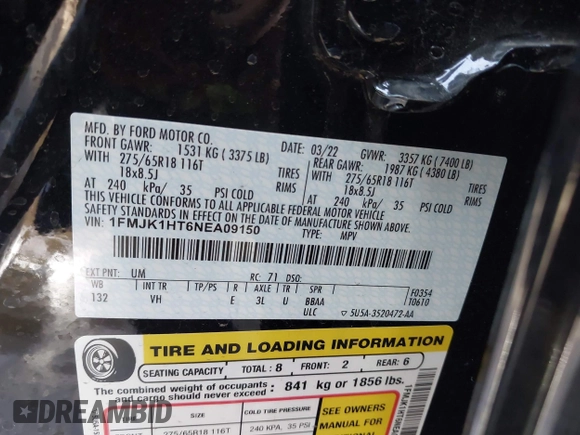 MFD. BY FORD MOTOR CO.
DATE: 03/22 GVWR: 3357 KG ( 7400 LB)
FRONT GAWR: 1531 KG ( 3375 LB) REAR GAWR: 1987 KG ( 4380 LB)
WITH 275/65R18 116T WITH 275/65R18 116T
18x8.5J 18x8.5J
AT 240 kPa/ 35 PSI COLD AT 240 kPa/ 35 PSI COLD
THIS VEHICLE CONFORMS TO ALL APPLICABLE FEDERAL MOTOR VEHICLE
SAFETY STANDARDS IN EFFECT ON THE DATE OF MANUFACTURE SHOWN ABOVE.
VIN: 1FMJK1HT6NEA09150 TYPE: MPV
EXT PNT: UM RC: 71 DSO: F0354
WB INT TR TP/PS R AXLE TR SPR T0610
132 VH E 3L U BBAA
ULC 5U5A-3520472-AA
TIRE AND LOADING INFORMATION
SEATING CAPACITY TOTAL : 8 FRONT: 2 REAR: 6
The combined weight of occupants
and cargo should never exceed : 841 kg or 1856 lbs.
SIZE COLD TIRE PRESSURE SEE OWNERS
MANUAL FOR
275/65R18 116T 240 KPA, 35 PSI ADDITIONAL
DREAMBID